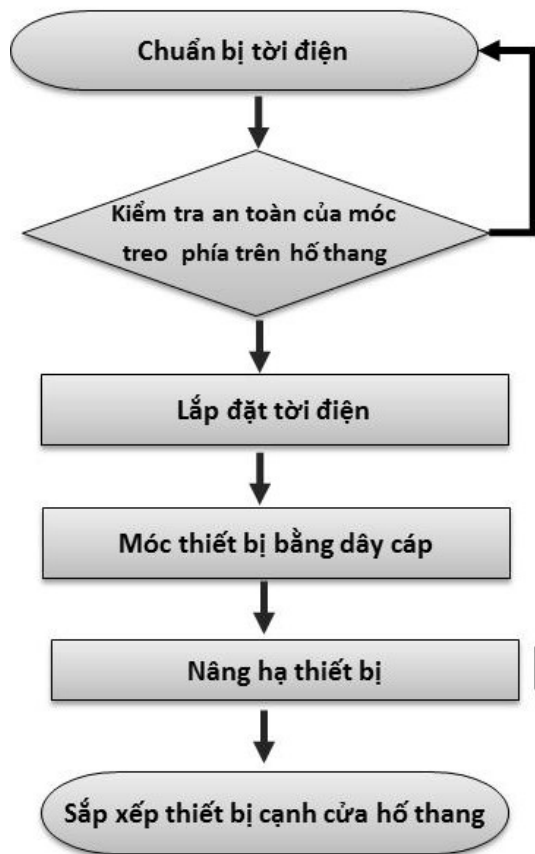 Chuẩn bị tời điện
Kiểm tra an toàn của móc
treo phía trên hố thang
Lắp đặt tời điện
Móc thiết bị bằng dây cáp
Nâng hạ thiết bị
Sắp xếp thiết bị cạnh cửa hố thang